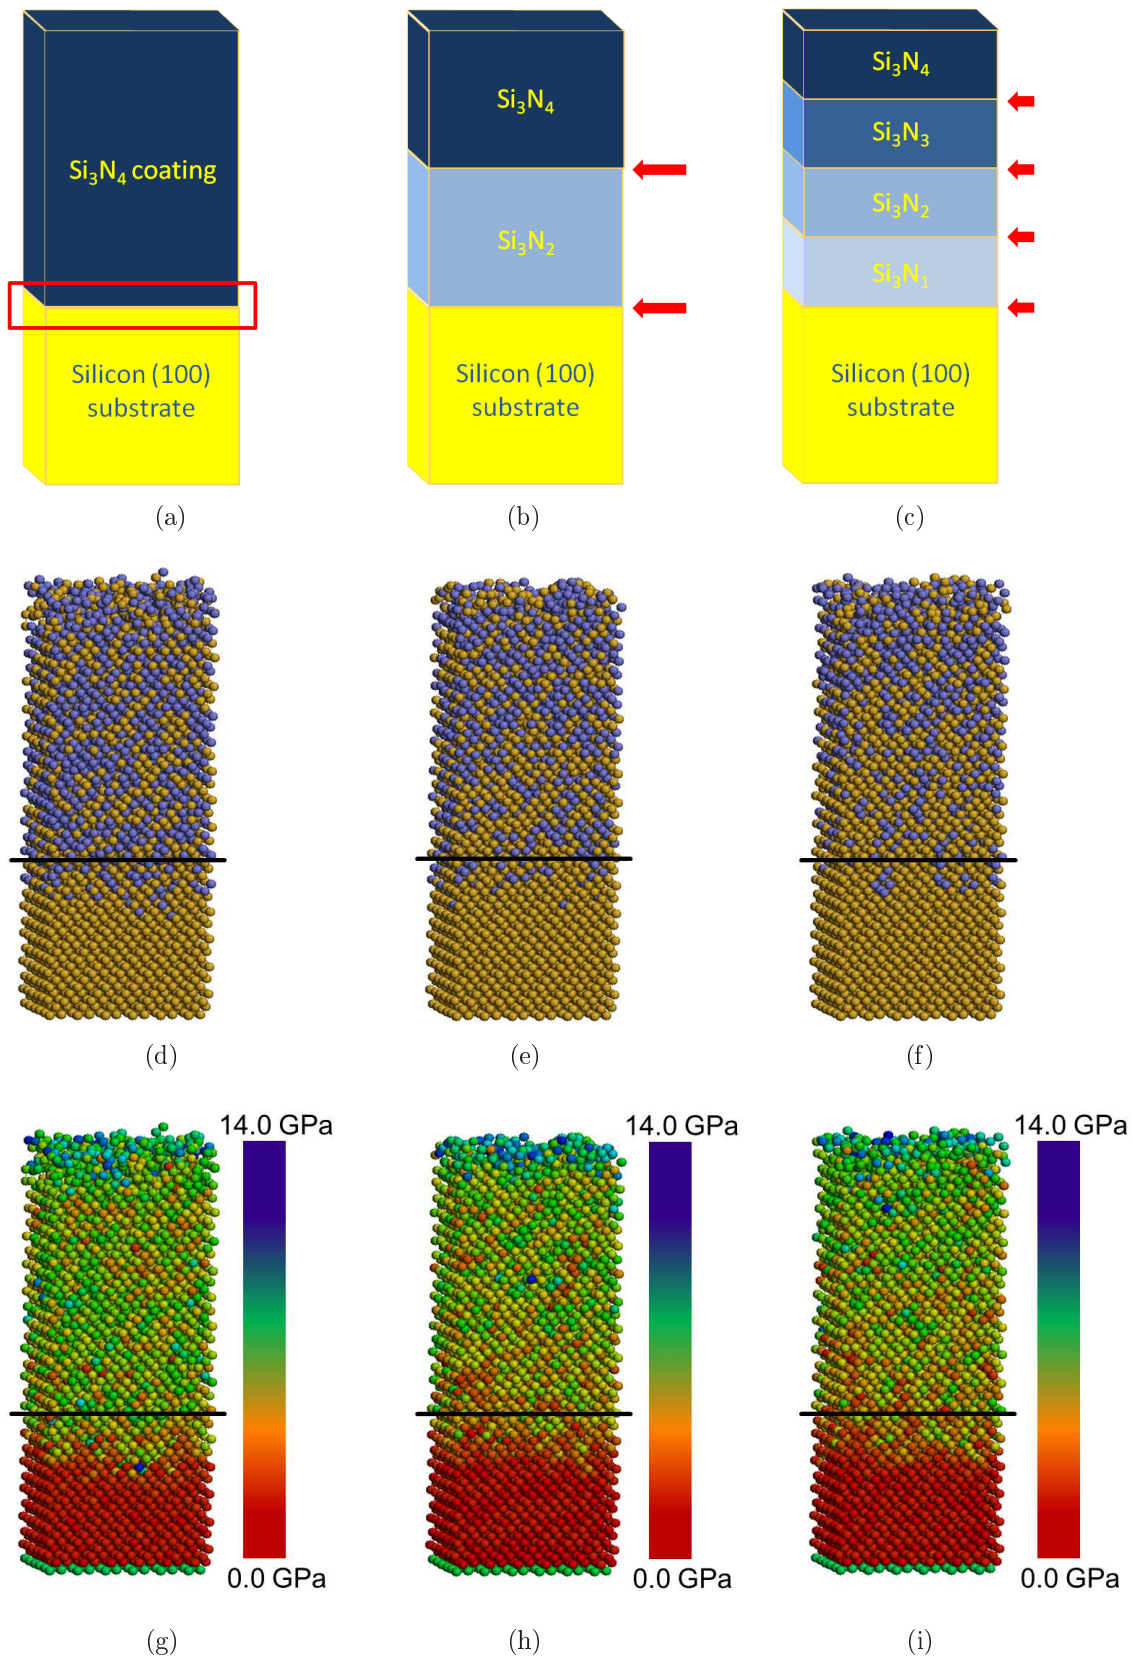 Si₃N₄ coating
Silicon (100)
substrate
Si₃N₄
Si₃N₂
Silicon (100)
substrate
Si₃N₄
Si₃N₃
Si₃N₂
Si₃N₁
Silicon (100)
substrate
(a)
(b)
(c)
(d)
(e)
(f)
14.0 GPa
0.0 GPa
14.0 GPa
0.0 GPa
14.0 GPa
0.0 GPa
(g)
(h)
(i)